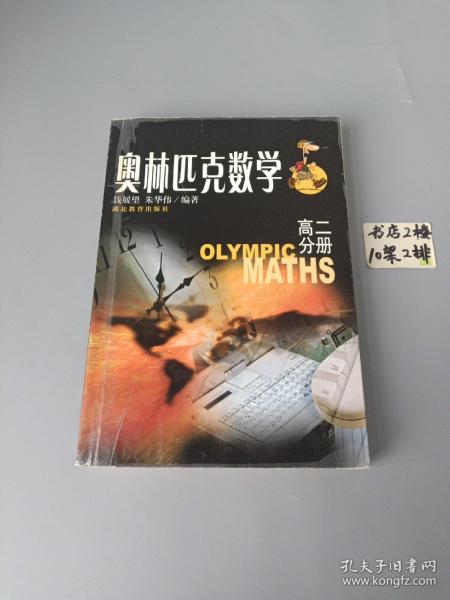 奥林匹克数学
钱展望 朱华伟/编著
湖北教育出版社
高二
分册
OLYMPIC
MATHS
书店2楼
10架2排
孔夫子旧书网
www.kongfz.com